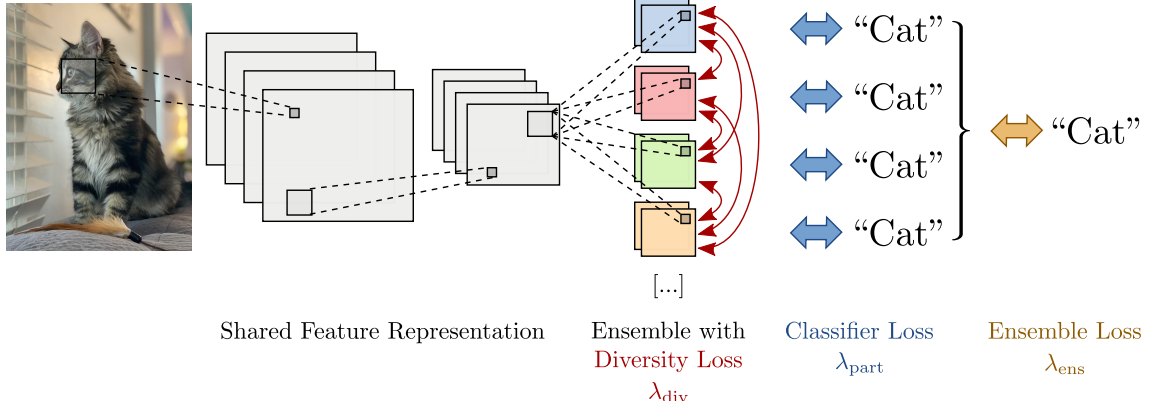 “Cat”
“Cat”
“Cat”
“Cat”
“Cat”
[...]
Shared Feature Representation
Ensemble with
Diversity Loss
λdiv
Classifier Loss
λpart
Ensemble Loss
λens